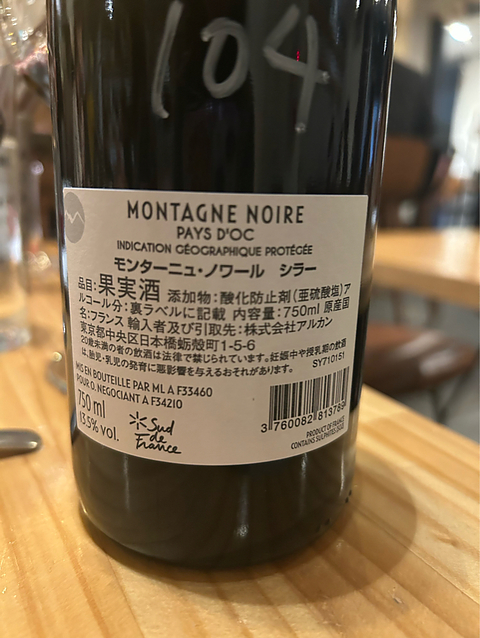 104
MONTAGNE NOIRE
PAYS D'OC
INDICATION GÉOGRAPHIQUE PROTÉGÉE
モンターニュ・ノワール シラー
品目:果実酒 添加物:酸化防止剤(亜硫酸塩)ア
ルコール分:裏ラベルに記載 内容量:750ml 原産国
名:フランス 輸入者及び引取先:株式会社アルカン
東京都中央区日本橋蛎殻町1-5-6
20歳未満の者の飲酒は法律で禁じられています。妊娠中や授乳期の飲酒
は、胎児・乳児の発育に悪影響を与えるおそれがあります。
SY710151
MIS EN BOUTEILLE PAR ML A F33460
POUR O. NEGOCIANT A F34210
750 ml
13.5% vol.
Sud
de
France
3 760082 813789
PRODUCT OF FRANCE
CONTAINS SULPHITES